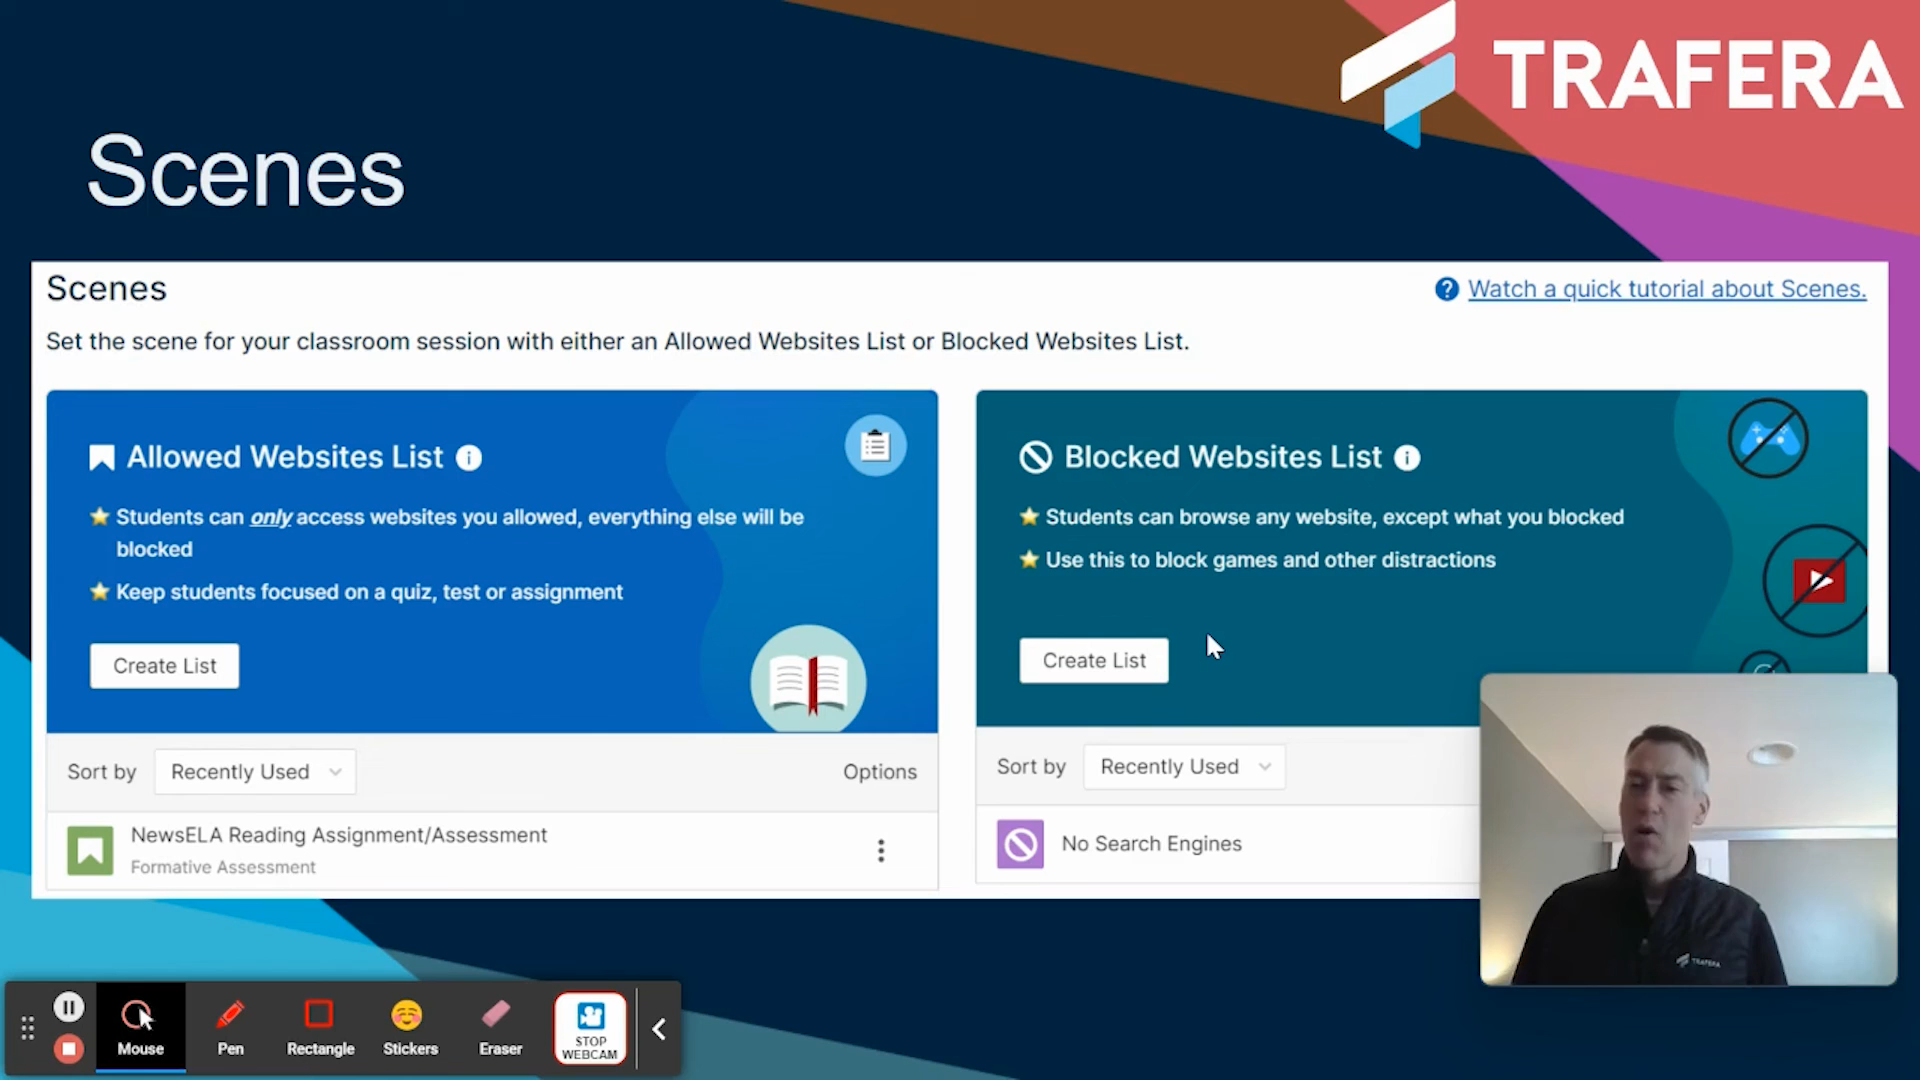 TRAFERA
Scenes
Scenes
Watch a quick tutorial about Scenes.
Set the scene for your classroom session with either an Allowed Websites List or Blocked Websites List.
Allowed Websites List
Students can only access websites you allowed, everything else will be
blocked
Keep students focused on a quiz, test or assignment
Create List
Sort by Recently Used Options
NewsELA Reading Assignment/Assessment
Formative Assessment
Blocked Websites List
Students can browse any website, except what you blocked
Use this to block games and other distractions
Create List
Sort by Recently Used
No Search Engines
TRAFERA
Mouse Pen Rectangle Stickers Eraser
STOP
WEBCAM